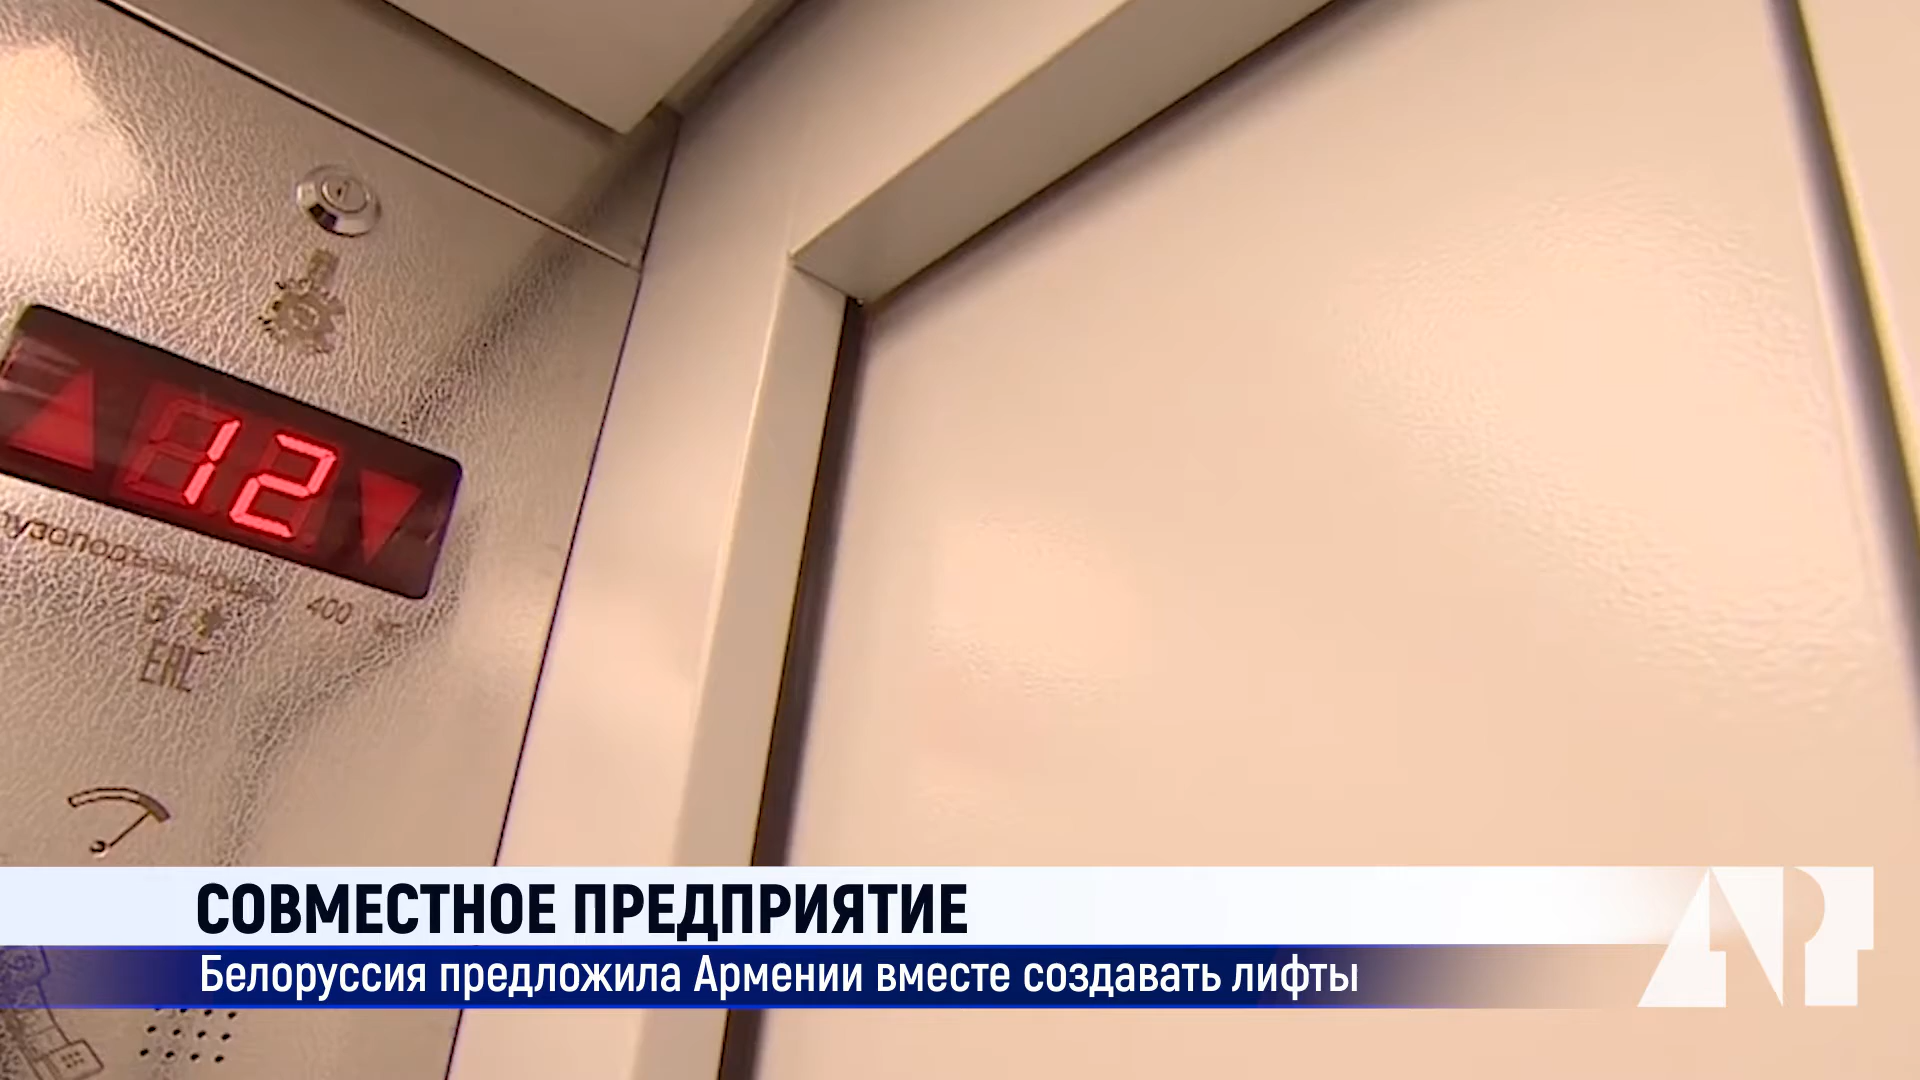 12
400
EAC
СОВМЕСТНОЕ ПРЕДПРИЯТИЕ
Белоруссия предложила Армении вместе создавать лифты